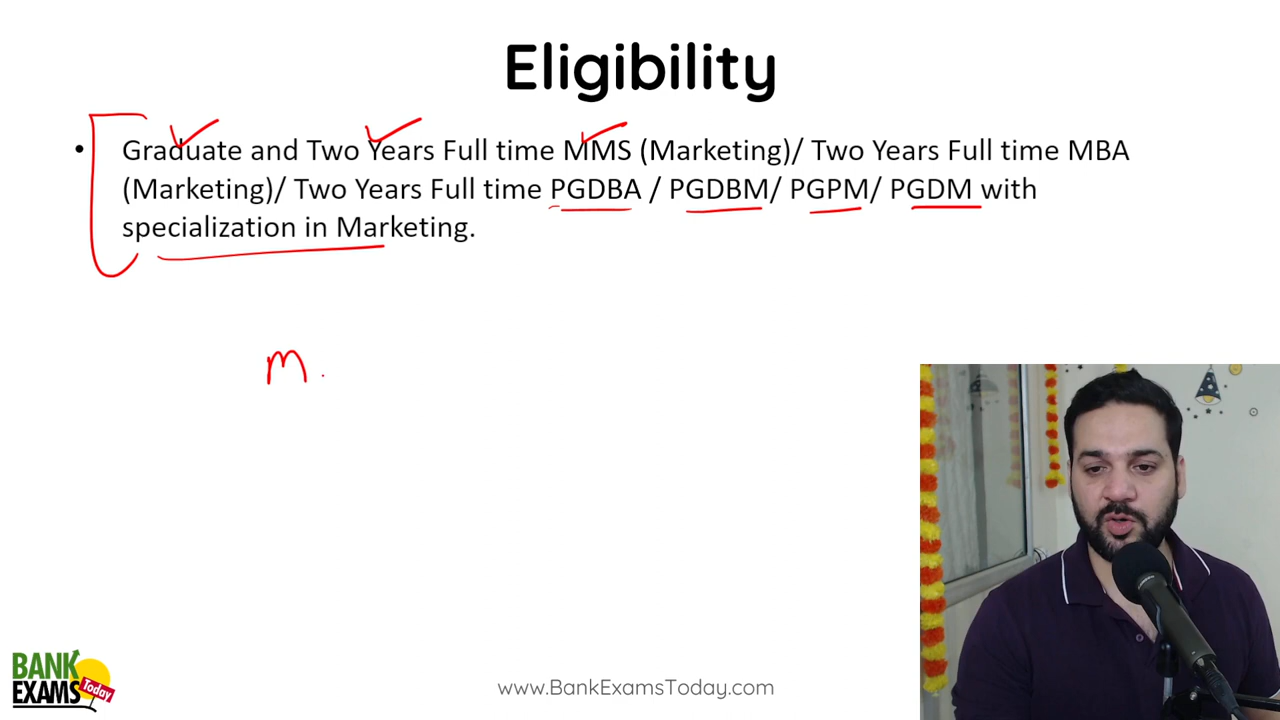 Eligibility
• Graduate and Two Years Full time MMS (Marketing)/ Two Years Full time MBA
(Marketing)/ Two Years Full time PGDBA / PGDBM/ PGPM/ PGDM with
specialization in Marketing.
m.
BANK
EXAMS
Today
www.BankExamsToday.com